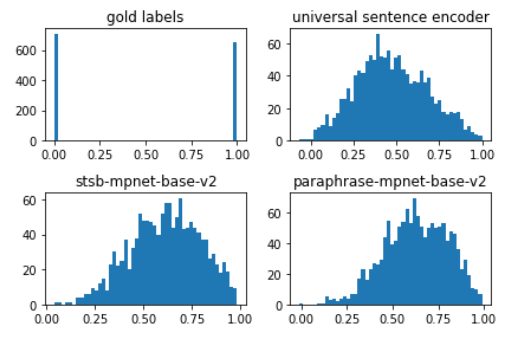 gold labels
600
400
200
0
0.00 0.25 0.50 0.75 1.00
universal sentence encoder
60
40
20
0
0.00 0.25 0.50 0.75 1.00
stsb-mpnet-base-v2
60
40
20
0
0.00 0.25 0.50 0.75 1.00
paraphrase-mpnet-base-v2
60
40
20
0
0.00 0.25 0.50 0.75 1.00